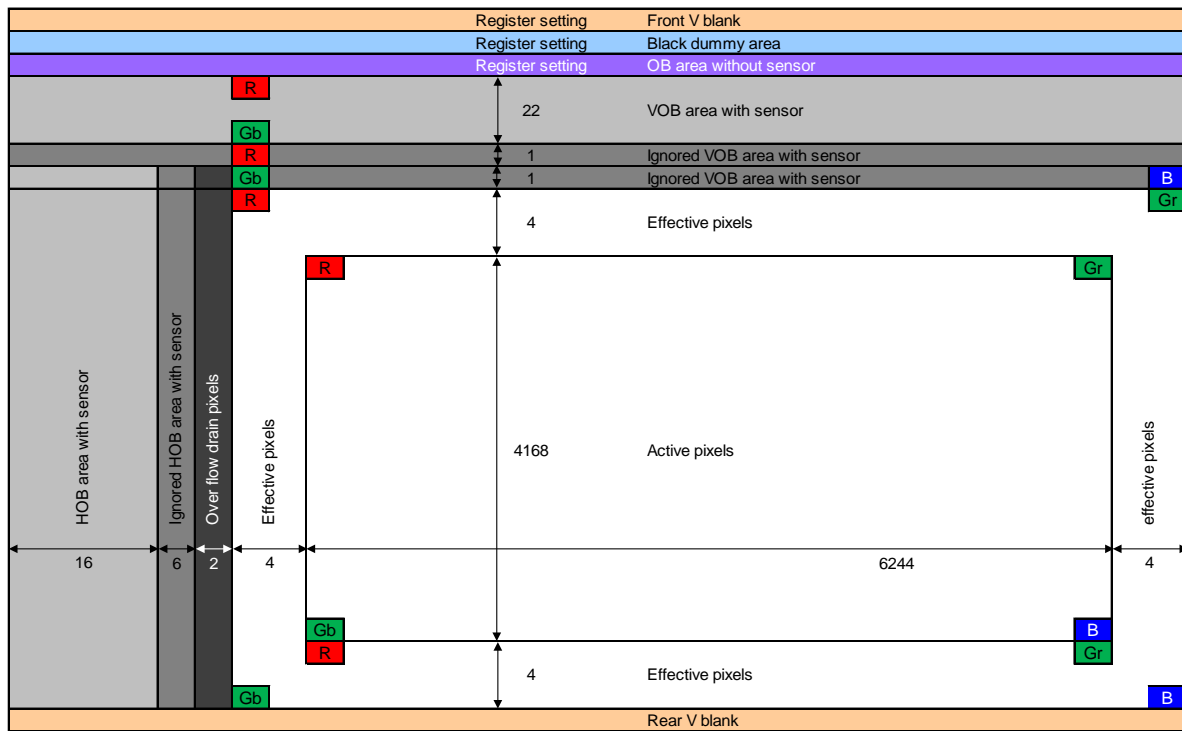 Register setting Front V blank
Register setting Black dummy area
Register setting OB area without sensor
R
22 VOB area with sensor
Gb
R 1 Ignored VOB area with sensor
Gb 1 Ignored VOB area with sensor B
R Gr
4 Effective pixels
R Gr
HOB area with sensor
Ignored HOB area with sensor
Over flow drain pixels
Effective pixels
4168 Active pixels
effective pixels
16 6 2 4 6244 4
Gb B
R Gr
4 Effective pixels
Gb B
Rear V blank